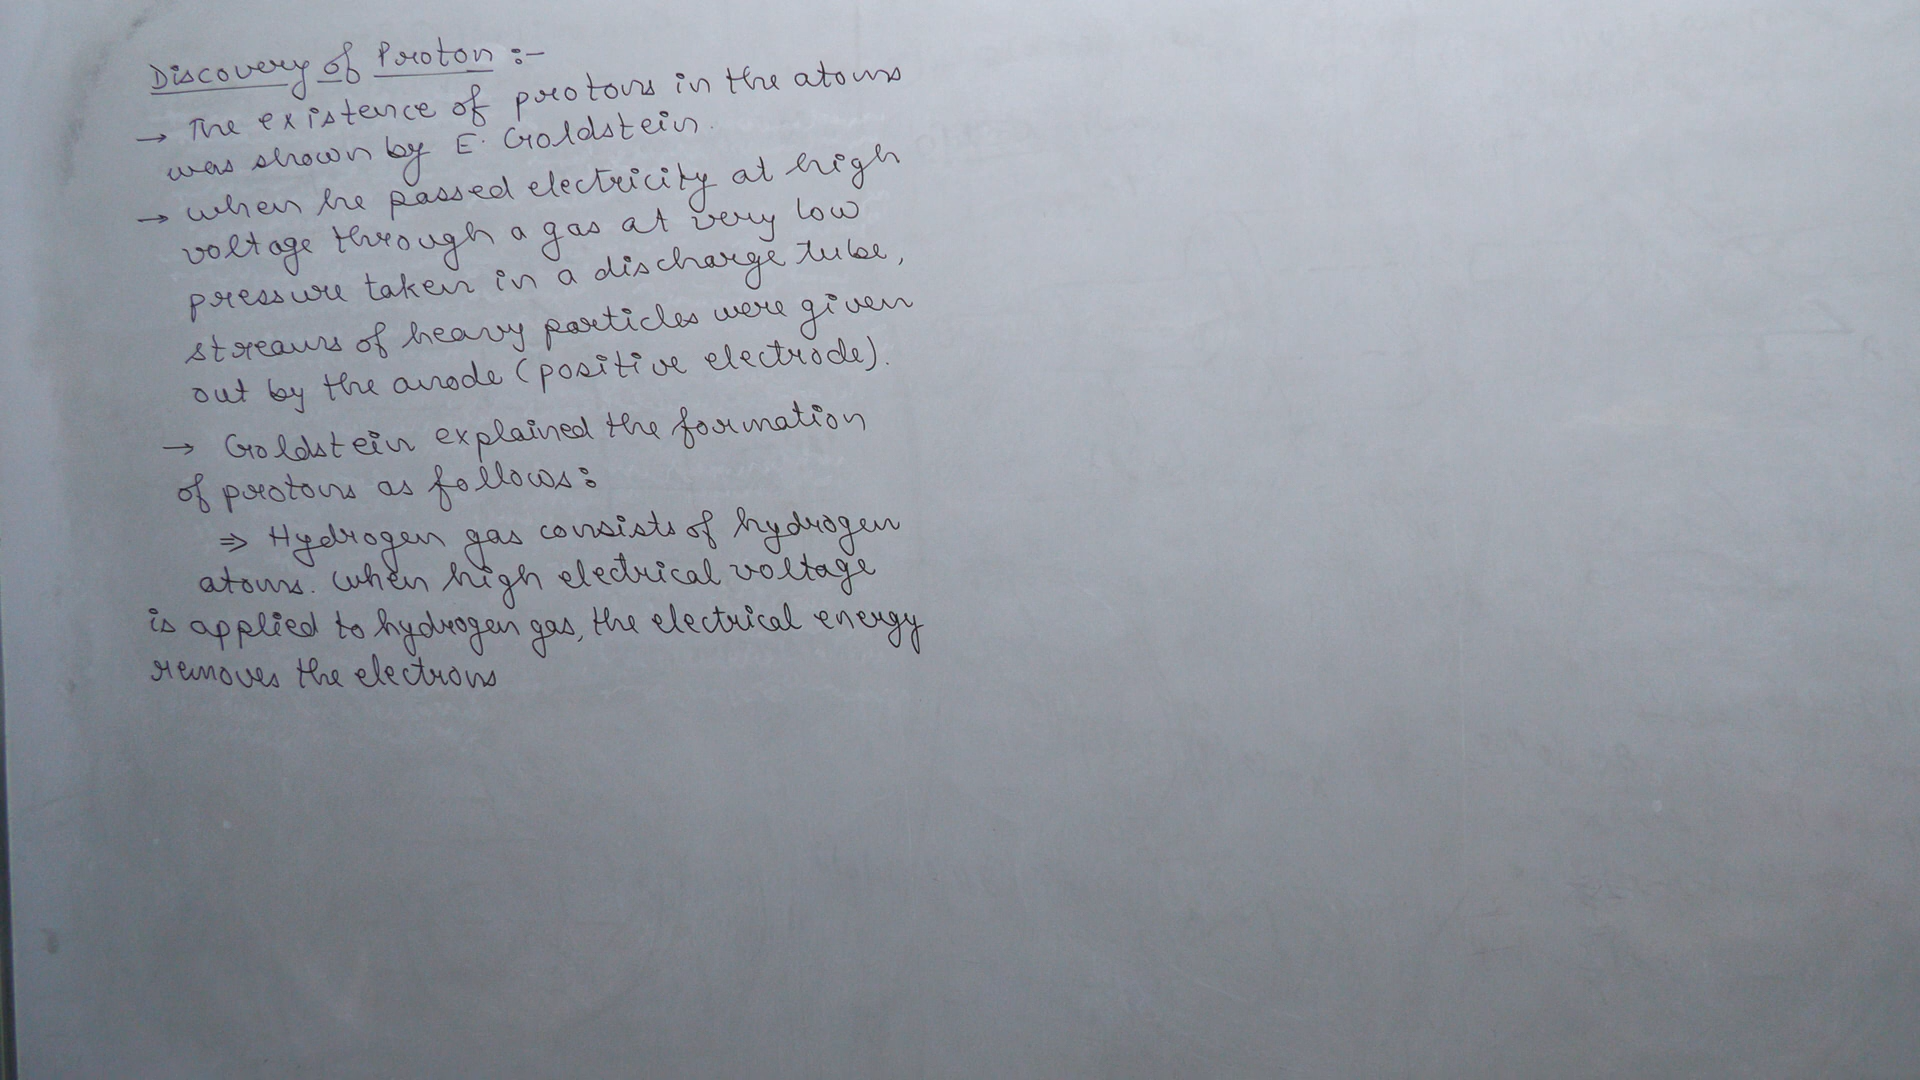 Discovery of Proton :-
→ The existence of protons in the atoms
was shown by E. Goldstein.
→ when he passed electricity at high
voltage through a gas at very low
pressure taken in a discharge tube,
streams of heavy particles were given
out by the anode (positive electrode).
→ Goldstein explained the formation
of protons as follows:
⇒ Hydrogen gas consists of hydrogen
atoms. when high electrical voltage
is applied to hydrogen gas, the electrical energy
removes the electrons